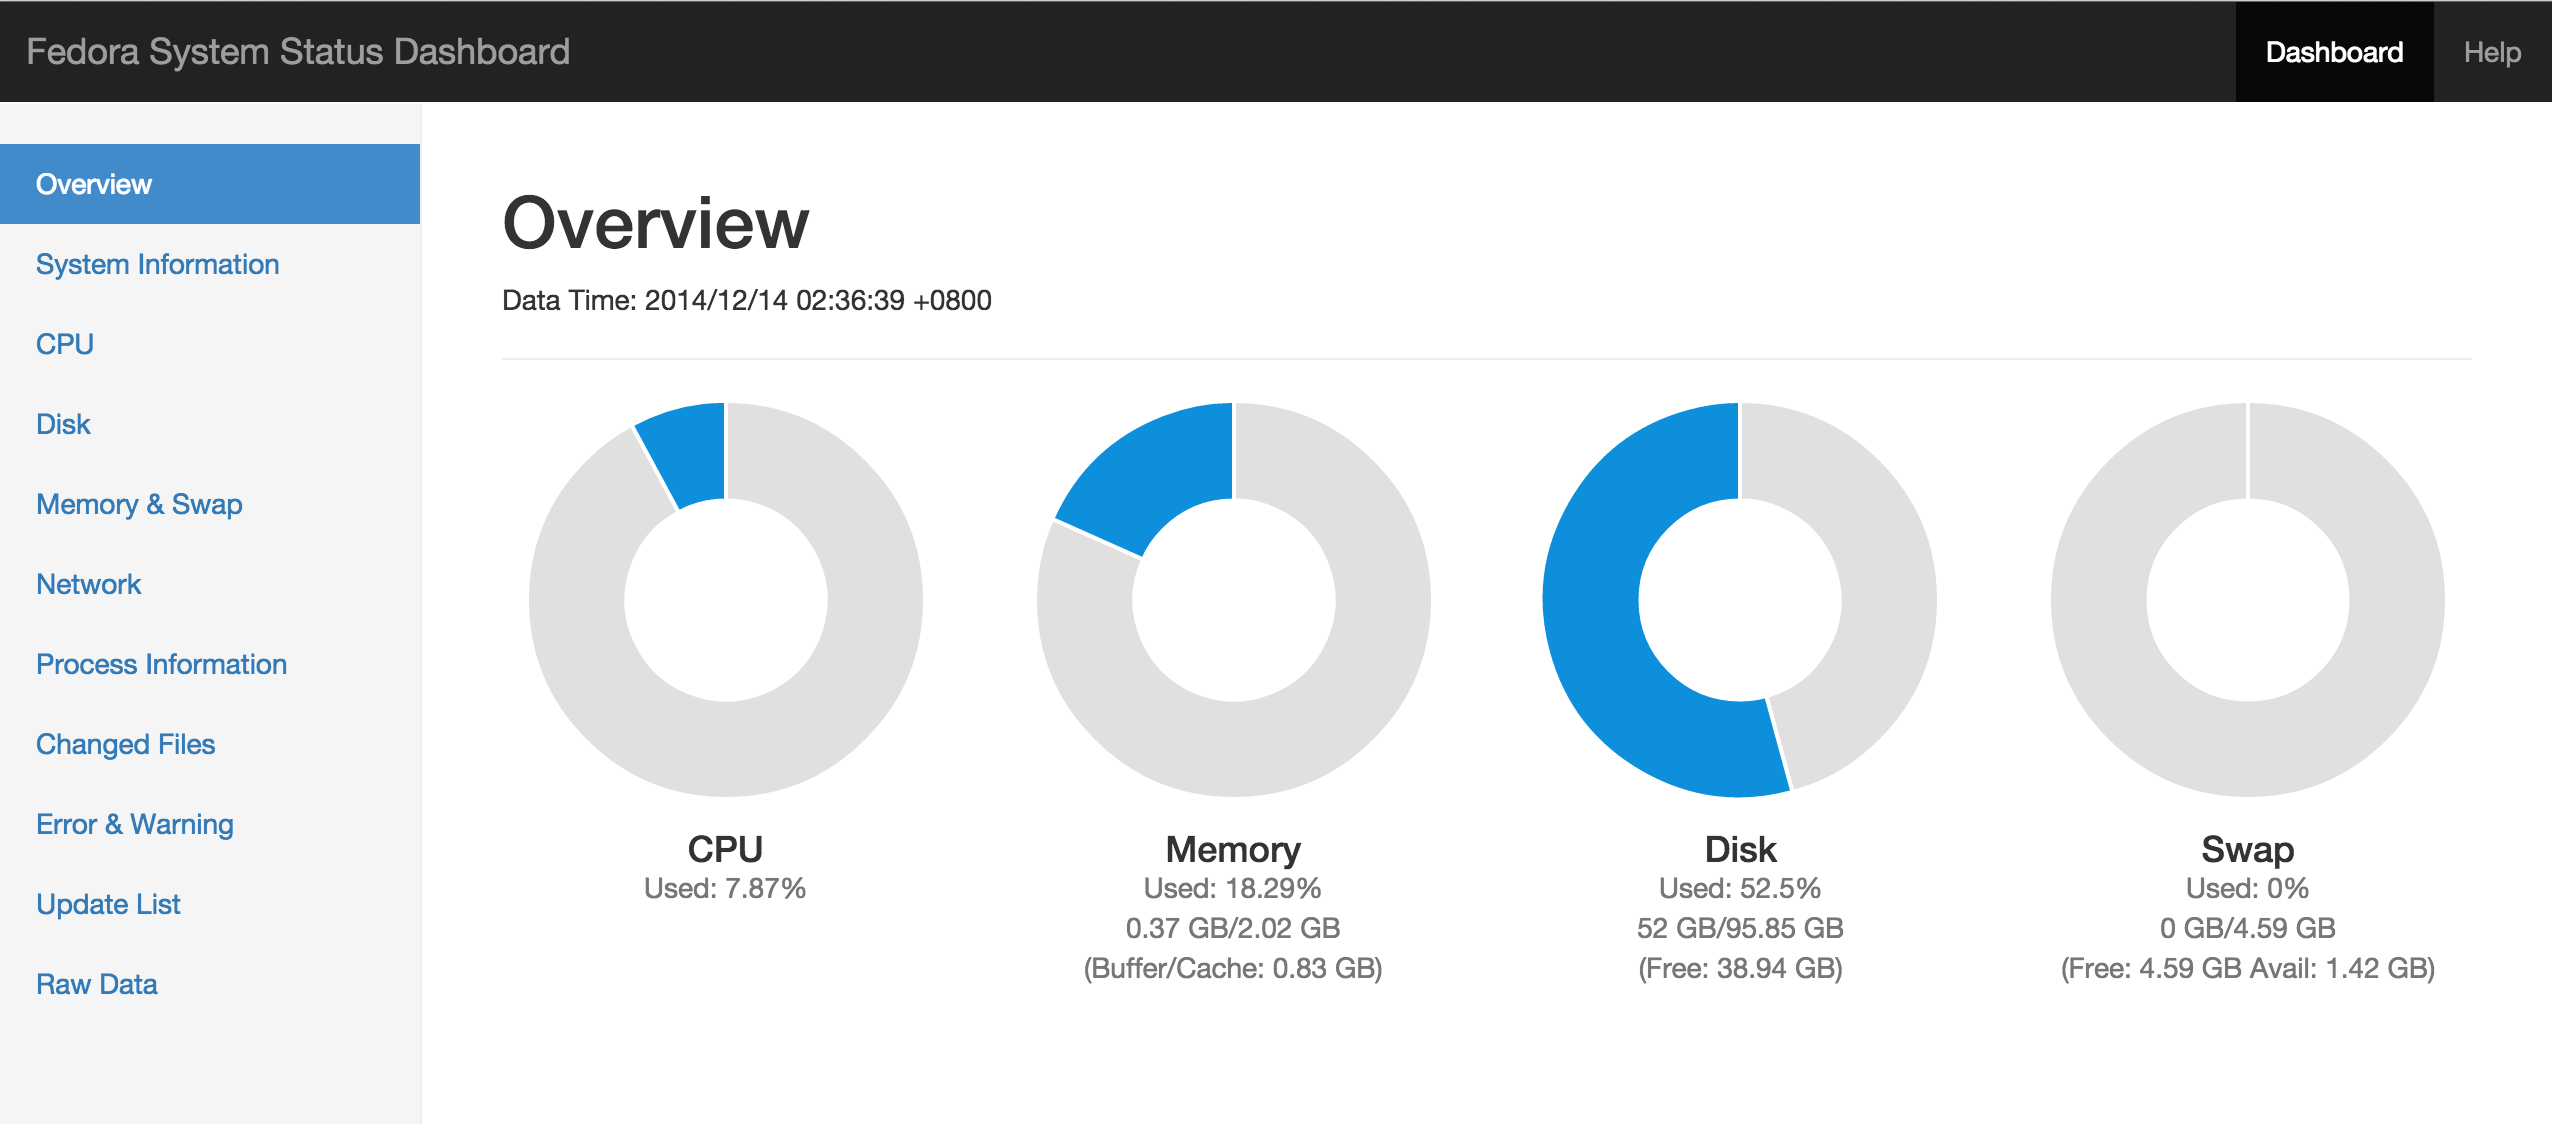 Fedora System Status Dashboard
Dashboard
Help
Overview
System Information
CPU
Disk
Memory & Swap
Network
Process Information
Changed Files
Error & Warning
Update List
Raw Data
Overview
Data Time: 2014/12/14 02:36:39 +0800
CPU
Used: 7.87%
Memory
Used: 18.29%
0.37 GB/2.02 GB
(Buffer/Cache: 0.83 GB)
Disk
Used: 52.5%
52 GB/95.85 GB
(Free: 38.94 GB)
Swap
Used: 0%
0 GB/4.59 GB
(Free: 4.59 GB Avail: 1.42 GB)